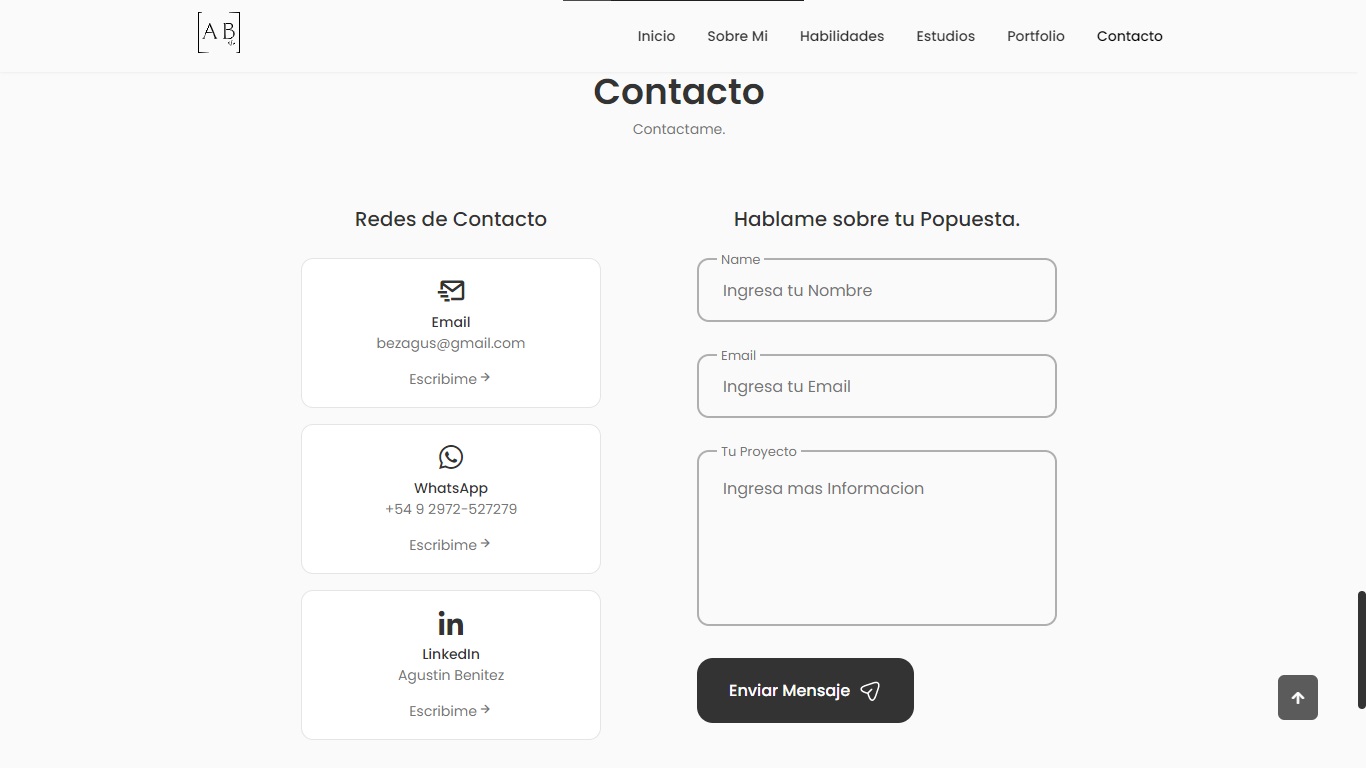 A B
Inicio Sobre Mi Habilidades Estudios Portfolio Contacto
Contacto
Contactame.
Redes de Contacto
Email
bezagus@gmail.com
Escribime
WhatsApp
+54 9 2972-527279
Escribime
LinkedIn
Agustin Benitez
Escribime
Hablame sobre tu Popuesta.
Name
Ingresa tu Nombre
Email
Ingresa tu Email
Tu Proyecto
Ingresa mas Informacion
Enviar Mensaje